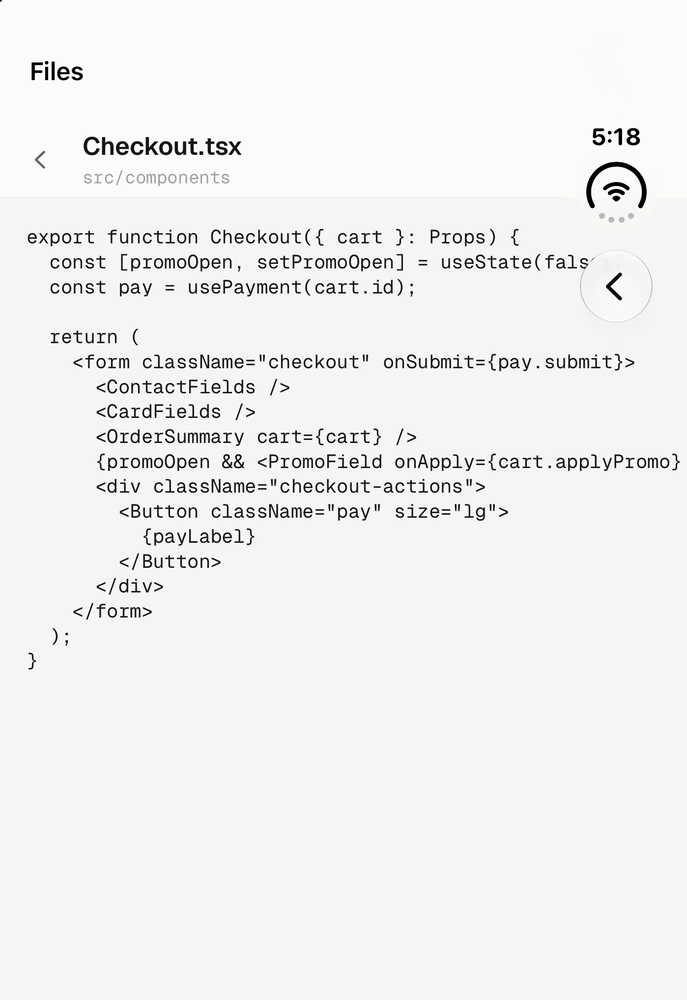 Files
5:18
Checkout.tsx
src/components
export function Checkout({ cart }: Props) {
const [promoOpen, setPromoOpen] = useState(fals
const pay = usePayment(cart.id);
return (
<form className="checkout" onSubmit={pay.submit}>
<ContactFields />
<CardFields />
<OrderSummary cart={cart} />
{promoOpen && <PromoField onApply={cart.applyPromo}
<div className="checkout-actions">
<Button className="pay" size="lg">
{payLabel}
</Button>
</div>
</form>
);
}